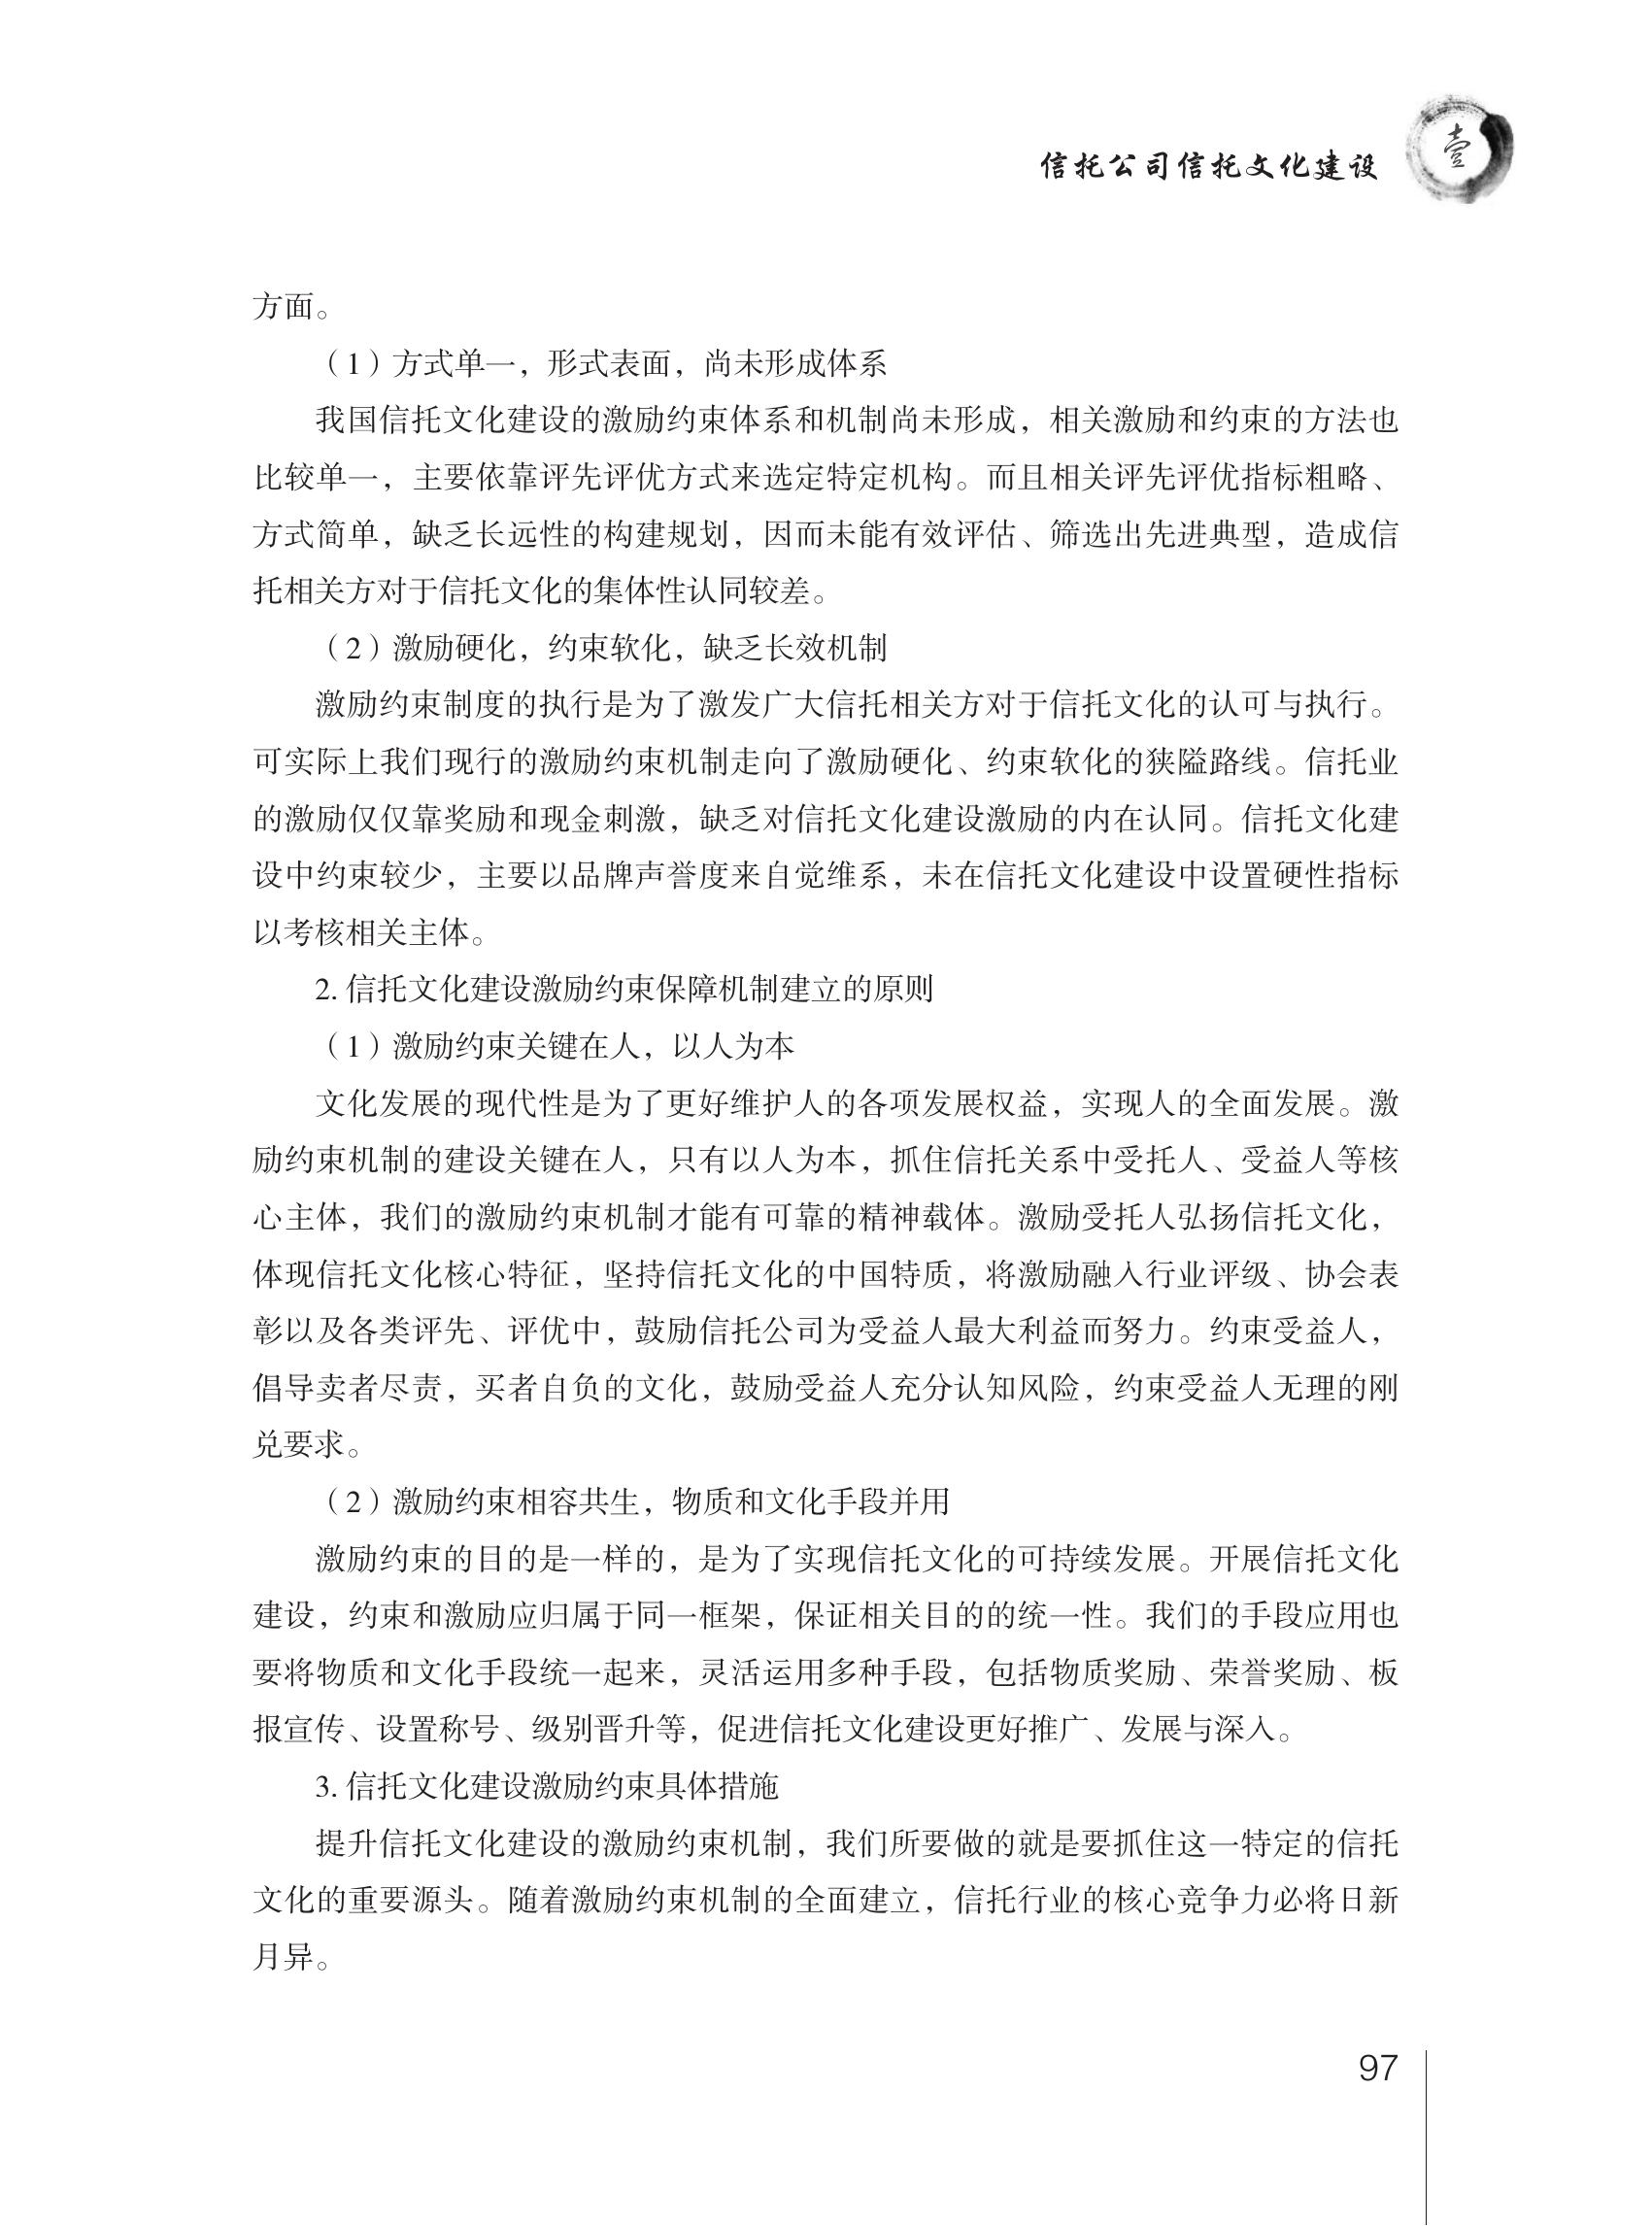 信托公司信托文化建设
壹
方面。
（1）方式单一，形式表面，尚未形成体系
我国信托文化建设的激励约束体系和机制尚未形成，相关激励和约束的方法也
比较单一，主要依靠评先评优方式来选定特定机构。而且相关评先评优指标粗略、
方式简单，缺乏长远性的构建规划，因而未能有效评估、筛选出先进典型，造成信
托相关方对于信托文化的集体性认同较差。
（2）激励硬化，约束软化，缺乏长效机制
激励约束制度的执行是为了激发广大信托相关方对于信托文化的认可与执行。
可实际上我们现行的激励约束机制走向了激励硬化、约束软化的狭隘路线。信托业
的激励仅仅靠奖励和现金刺激，缺乏对信托文化建设激励的内在认同。信托文化建
设中约束较少，主要以品牌声誉度来自觉维系，未在信托文化建设中设置硬性指标
以考核相关主体。
2. 信托文化建设激励约束保障机制建立的原则
（1）激励约束关键在人，以人为本
文化发展的现代性是为了更好维护人的各项发展权益，实现人的全面发展。激
励约束机制的建设关键在人，只有以人为本，抓住信托关系中受托人、受益人等核
心主体，我们的激励约束机制才能有可靠的精神载体。激励受托人弘扬信托文化，
体现信托文化核心特征，坚持信托文化的中国特质，将激励融入行业评级、协会表
彰以及各类评先、评优中，鼓励信托公司为受益人最大利益而努力。约束受益人，
倡导卖者尽责，买者自负的文化，鼓励受益人充分认知风险，约束受益人无理的刚
兑要求。
（2）激励约束相容共生，物质和文化手段并用
激励约束的目的是一样的，是为了实现信托文化的可持续发展。开展信托文化
建设，约束和激励应归属于同一框架，保证相关目的的统一性。我们的手段应用也
要将物质和文化手段统一起来，灵活运用多种手段，包括物质奖励、荣誉奖励、板
报宣传、设置称号、级别晋升等，促进信托文化建设更好推广、发展与深入。
3. 信托文化建设激励约束具体措施
提升信托文化建设的激励约束机制，我们所要做的就是要抓住这一特定的信托
文化的重要源头。随着激励约束机制的全面建立，信托行业的核心竞争力必将日新
月异。
97